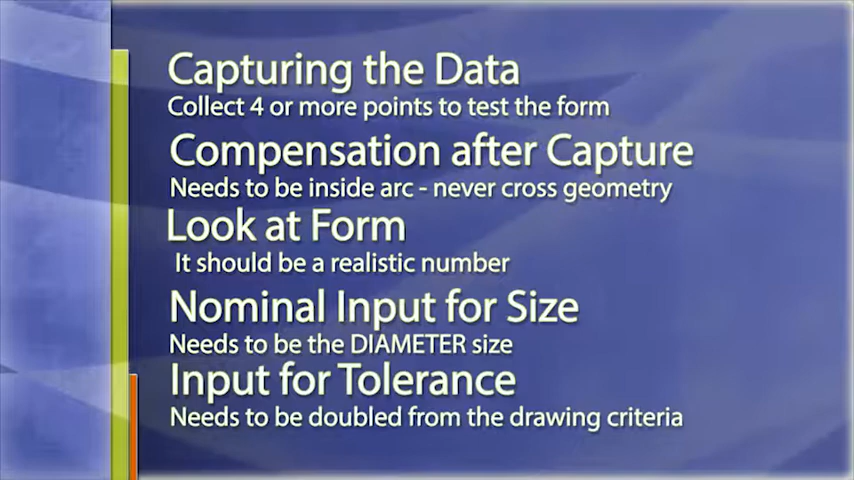 Capturing the Data
Collect 4 or more points to test the form
Compensation after Capture
Needs to be inside arc - never cross geometry
Look at Form
It should be a realistic number
Nominal Input for Size
Needs to be the DIAMETER size
Input for Tolerance
Needs to be doubled from the drawing criteria